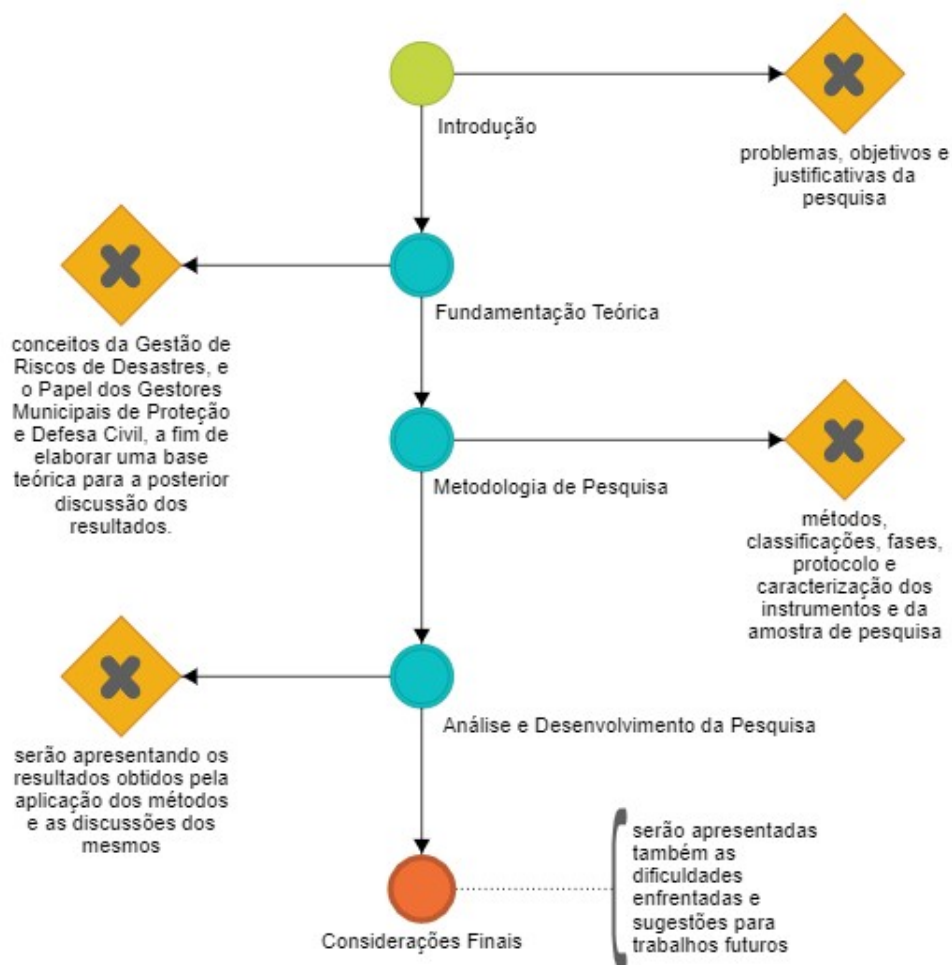 Introdução
problemas, objetivos e
justificativas da
pesquisa
Fundamentação Teórica
conceitos da Gestão de
Riscos de Desastres, e
o Papel dos Gestores
Municipais de Proteção
e Defesa Civil, a fim de
elaborar uma base
teórica para a posterior
discussão dos
resultados.
Metodologia de Pesquisa
métodos,
classificações, fases,
protocolo e
caracterização dos
instrumentos e da
amostra de pesquisa
Análise e Desenvolvimento da Pesquisa
serão apresentando os
resultados obtidos pela
aplicação dos métodos
e as discussões dos
mesmos
Considerações Finais
serão apresentadas
também as
dificuldades
enfrentadas e
sugestões para
trabalhos futuros